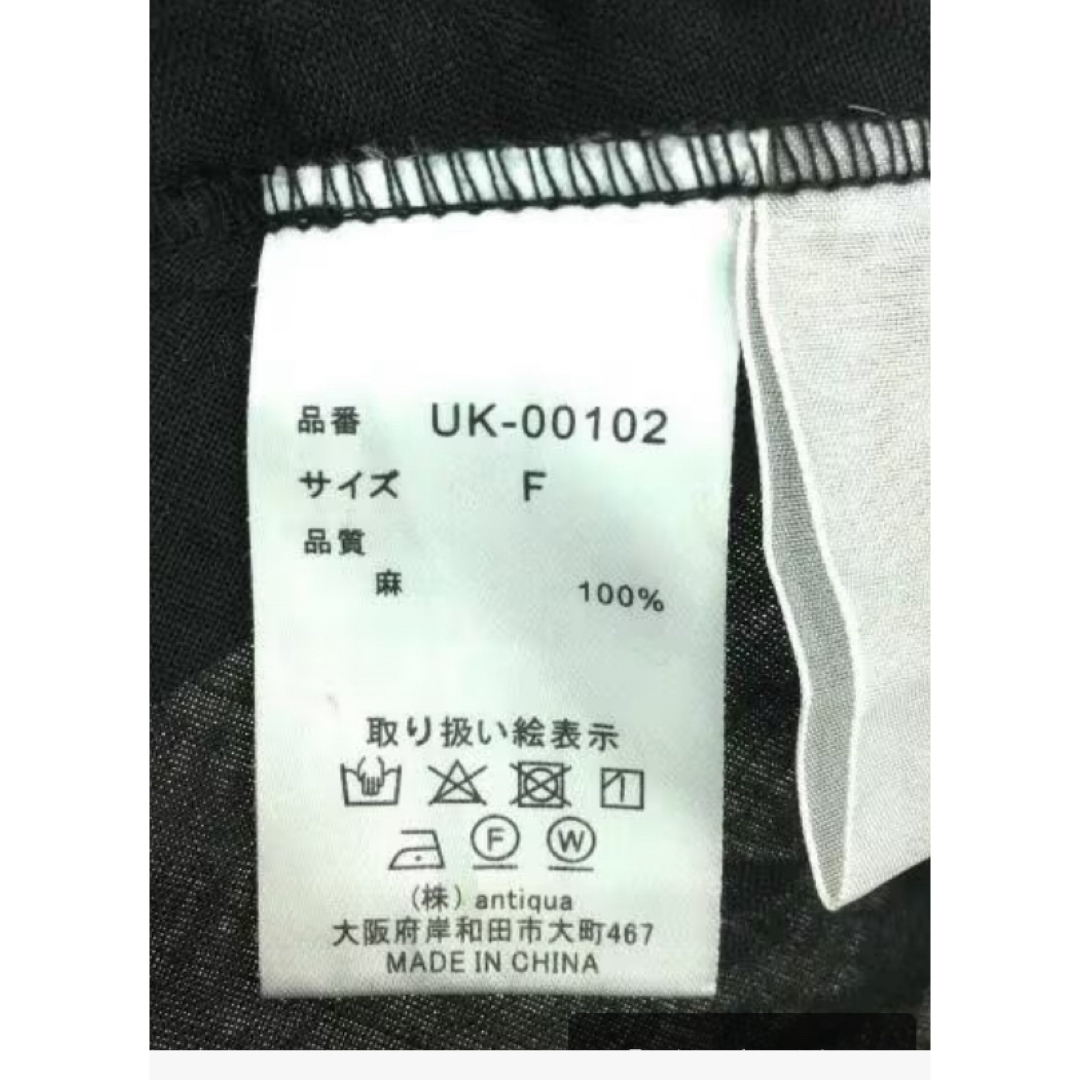 品番 UK-00102
サイズ F
品質
麻 100%
取り扱い絵表示
F W
(株) antiqua
大阪府岸和田市大町467
MADE IN CHINA